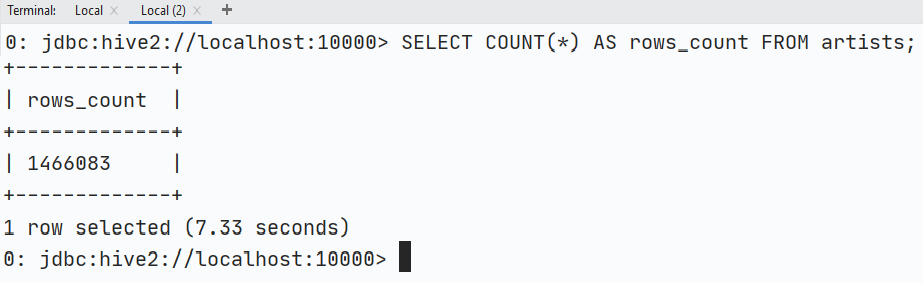 Terminal: Local × Local (2) × +
0: jdbc:hive2://localhost:10000> SELECT COUNT(*) AS rows_count FROM artists;
+-------------+
| rows_count  |
+-------------+
| 1466083     |
+-------------+
1 row selected (7.33 seconds)
0: jdbc:hive2://localhost:10000>